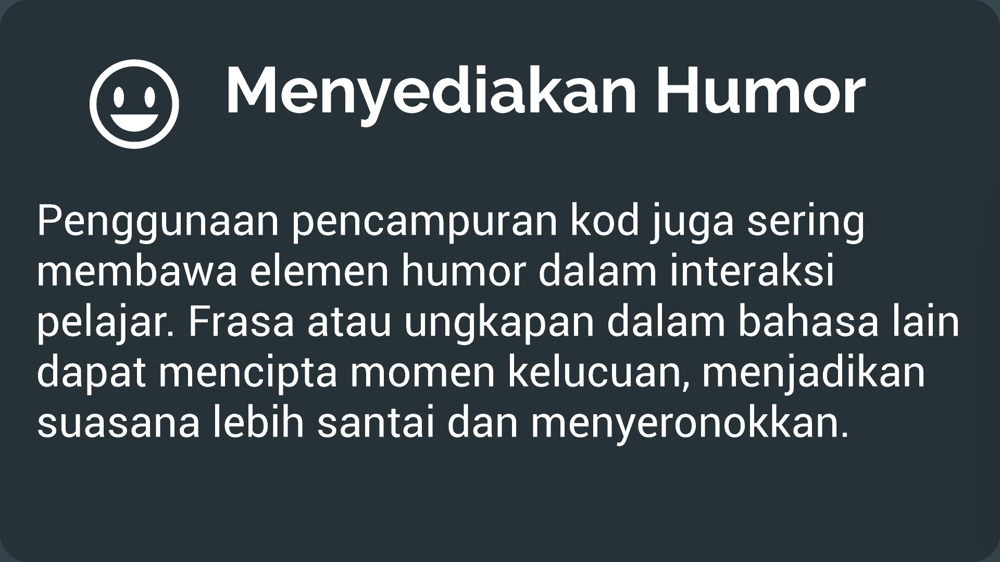 Menyediakan Humor
Penggunaan pencampuran kod juga sering
membawa elemen humor dalam interaksi
pelajar. Frasa atau ungkapan dalam bahasa lain
dapat mencipta momen kelucuan, menjadikan
suasana lebih santai dan menyeronokkan.